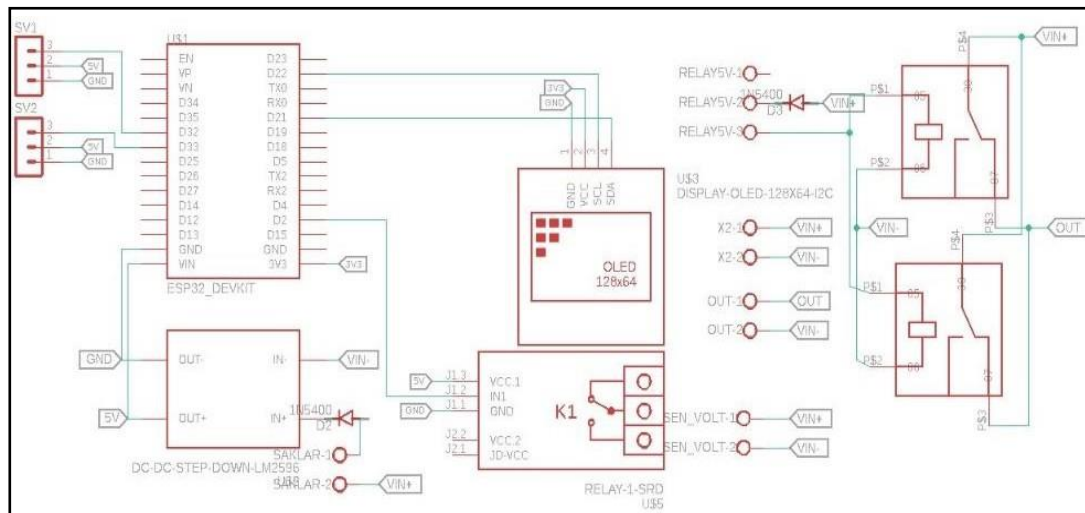 SV1
3
2
1
5V
GND
SV2
3
2
1
5V
GND
U$1
EN
VP
VN
D34
D35
D32
D33
D25
D26
D27
D14
D12
D13
GND
VIN
D23
D22
TX0
RX0
D21
D19
D18
D5
TX2
RX2
D4
D2
D15
GND
3V3
3V3
ESP32_DEVKIT
GND
5V
OUT-
OUT+
IN-
IN+
VIN-
1N5400
D2
SAKLAR-1
DC-DC-STEP-DOWN-LM2596
SAKLAR-2
VIN+
3V3
GND
1
2
3
4
GND
VCC
SCL
SDA
U$3
DISPLAY-OLED-128X64-I2C
OLED
128x64
5V
GND
J1.3
J1.2
J1.1
J2.2
J2.1
VCC.1
IN1
GND
VCC.2
JD-VCC
K1
RELAY-1-SRD
U$5
RELAY5V-1
RELAY5V-2
RELAY5V-3
1N5400
D3
VIN+
X2-1
VIN+
X2-2
VIN-
OUT-1
OUT
OUT-2
VIN-
SEN_VOLT-1
VIN+
SEN_VOLT-2
VIN-
P$4
VIN+
P$1
85
30
P$2
86
87
P$3
VIN-
OUT
P$4
P$1
85
30
P$2
86
87
P$3